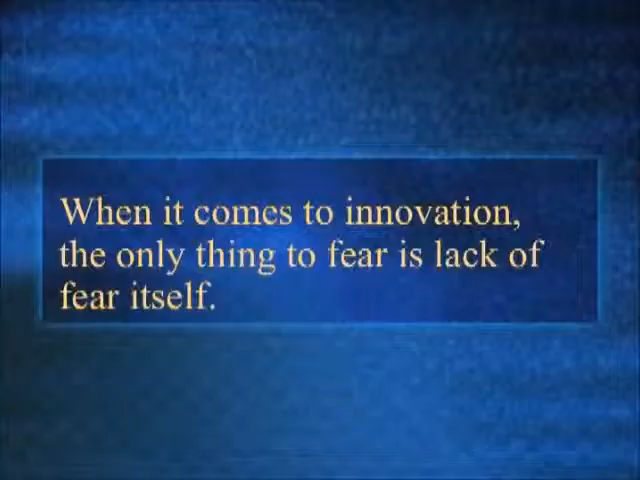 When it comes to innovation,
the only thing to fear is lack of
fear itself.